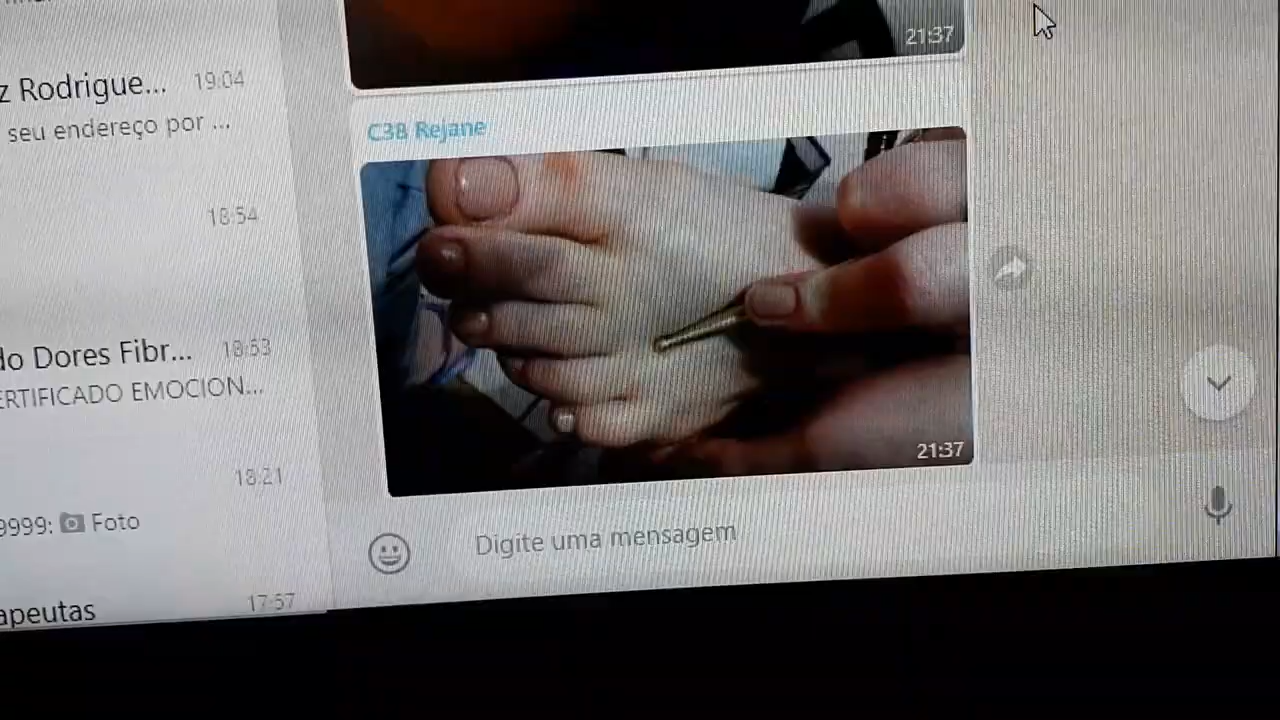 z Rodrigue... 19:04
seu endereço por ...
18:54
do Dores Fibr... 18:53
ERTIFICADO EMOCION...
18:21
9999: Foto
apeutas 17:57
21:37
C38 Rejane
21:37
Digite uma mensagem